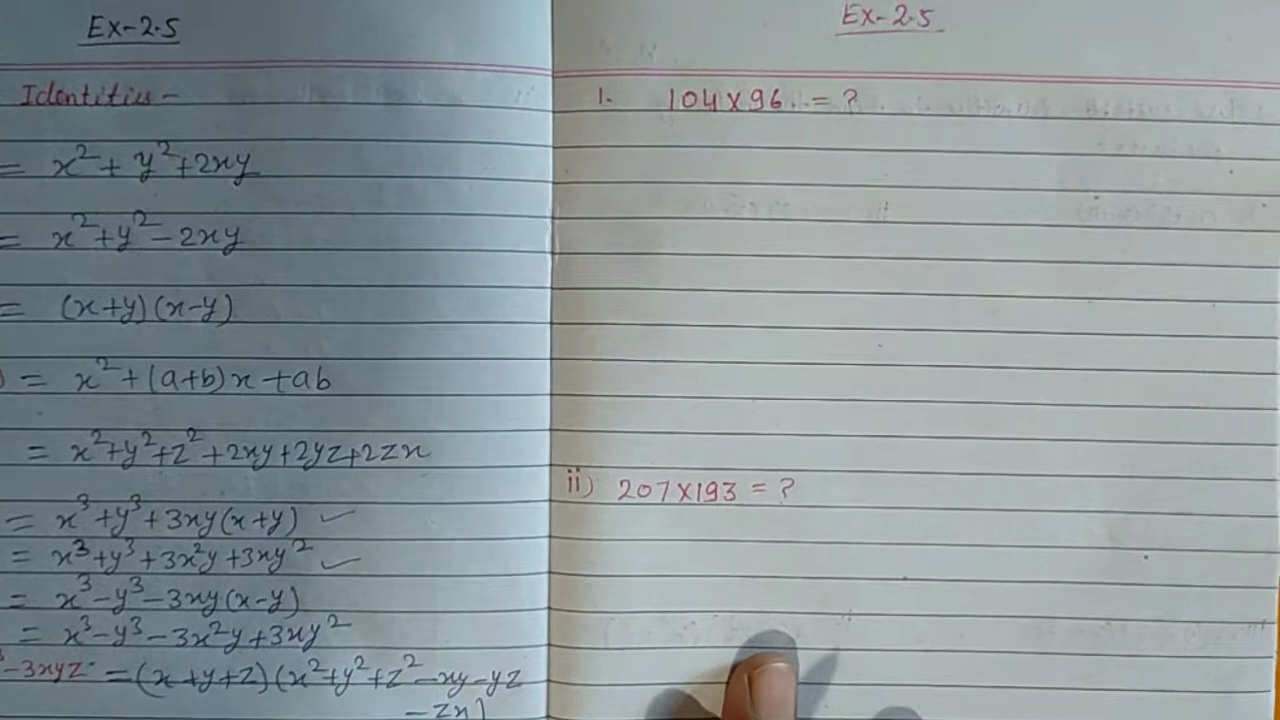 Ex-2.5
Identities -
= x²+ y²+2xy
= x²+y²-2xy
= (x+y)(x-y)
) = x²+(a+b)x+ab
= x²+y²+z²+2xy+2yz+2zx
= x³+y³+3xy(x+y) ✓
= x³+y³+3x²y+3xy² ✓
= x³-y³-3xy(x-y)
= x³-y³-3x²y+3xy²
³-3xyz = (x+y+z)(x²+y²+z²-xy-yz
-zx)
Ex-2.5
1. 104×96 = ?
ii) 207×193 = ?